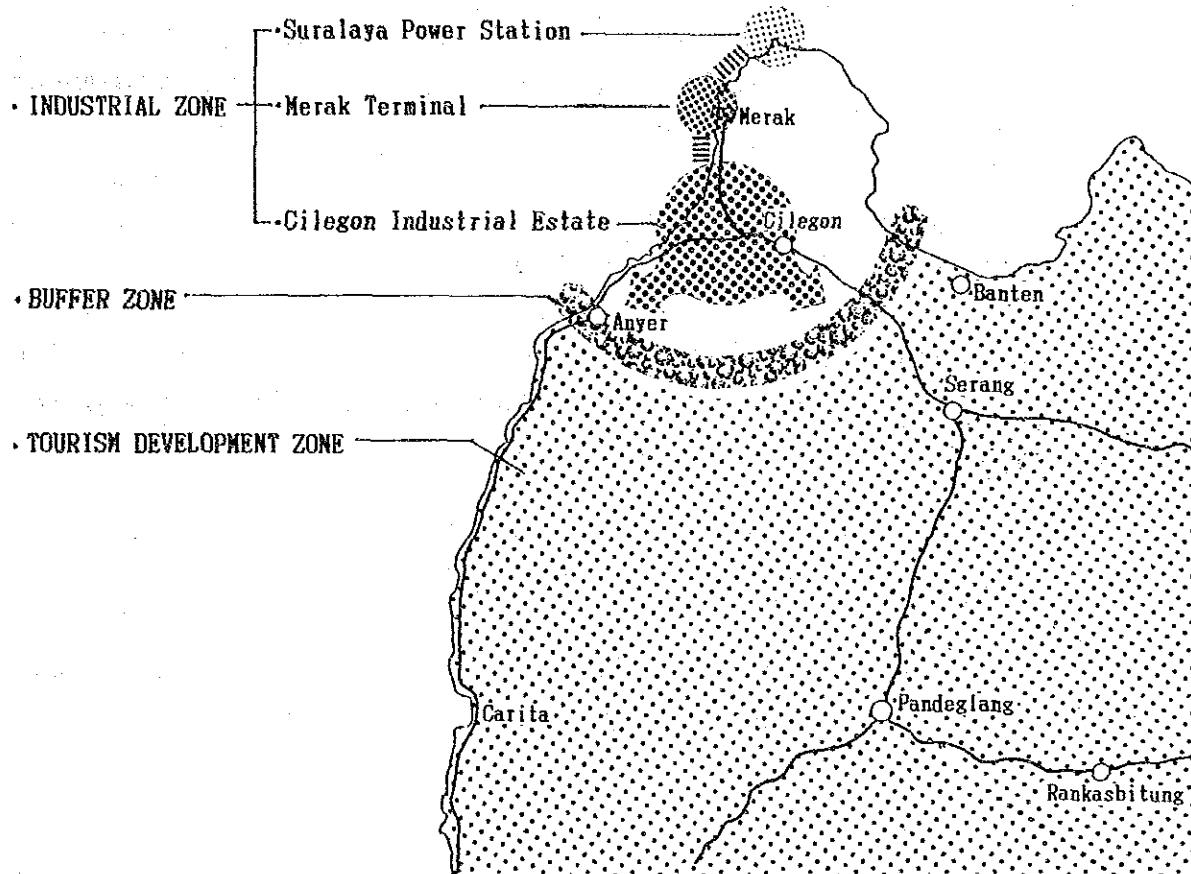 ·Suralaya Power Station
· INDUSTRIAL ZONE
·Merak Terminal
Merak
·Cilegon Industrial Estate
Cilegon
· BUFFER ZONE
Banten
Anyer
Serang
· TOURISM DEVELOPMENT ZONE
Carita
Pandeglang
Rankasbitung